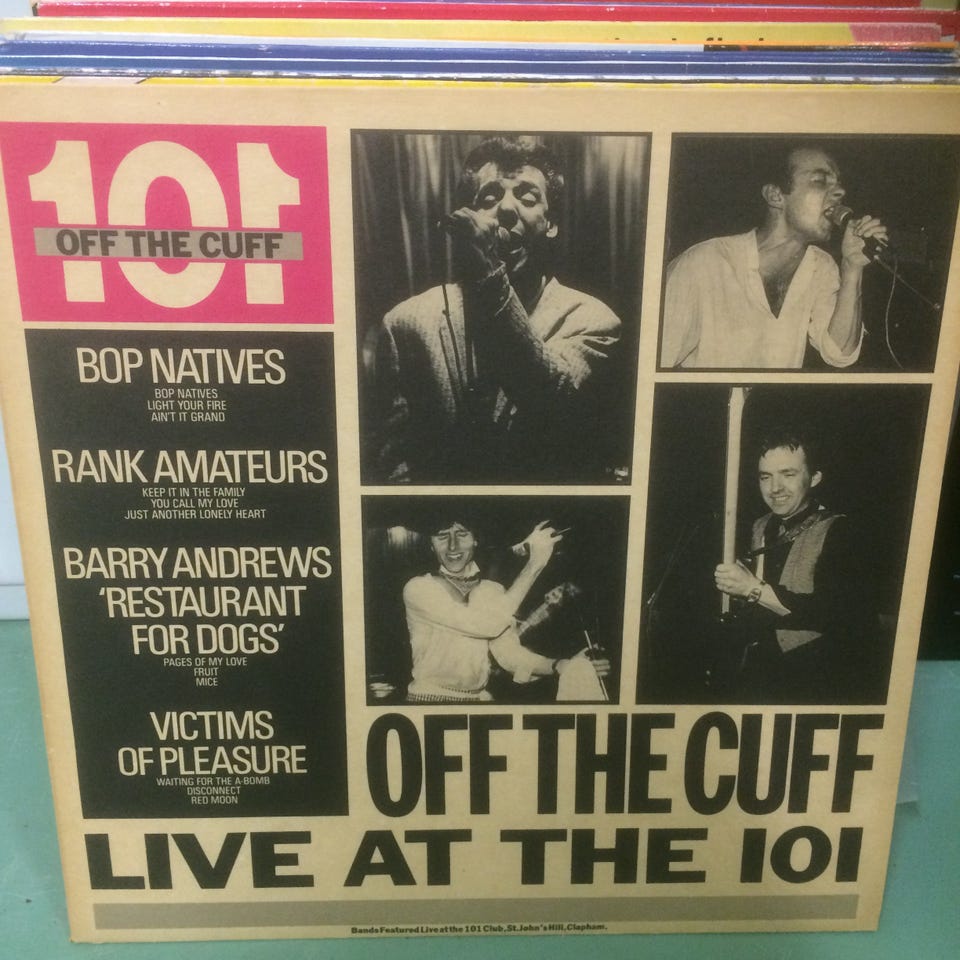 101
OFF THE CUFF
BOP NATIVES
BOP NATIVES
LIGHT YOUR FIRE
AIN'T IT GRAND
RANK AMATEURS
KEEP IT IN THE FAMILY
YOU CALL MY LOVE
JUST ANOTHER LONELY HEART
BARRY ANDREWS
'RESTAURANT
FOR DOGS'
PAGES OF MY LOVE
FRUIT
MICE
VICTIMS
OF PLEASURE
WAITING FOR THE A-BOMB
DISCONNECT
RED MOON
OFF THE CUFF
LIVE AT THE 101
Bands Featured Live at the 101 Club, St. John's Hill, Clapham.